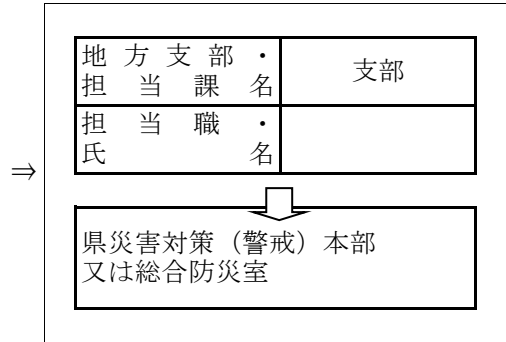 地方支部・
担当課名
支部
担当職・
氏名
⇒
県災害対策（警戒）本部
又は総合防災室